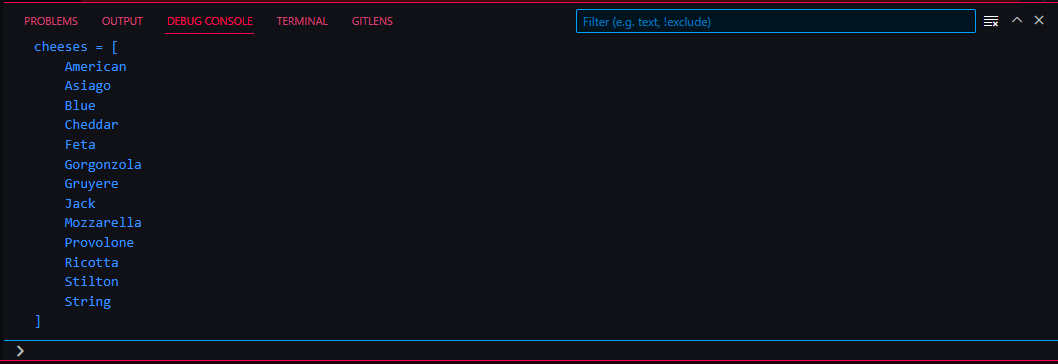 PROBLEMS OUTPUT DEBUG CONSOLE TERMINAL GITLENS Filter (e.g. text, !exclude)
cheeses = [
American
Asiago
Blue
Cheddar
Feta
Gorgonzola
Gruyere
Jack
Mozzarella
Provolone
Ricotta
Stilton
String
]